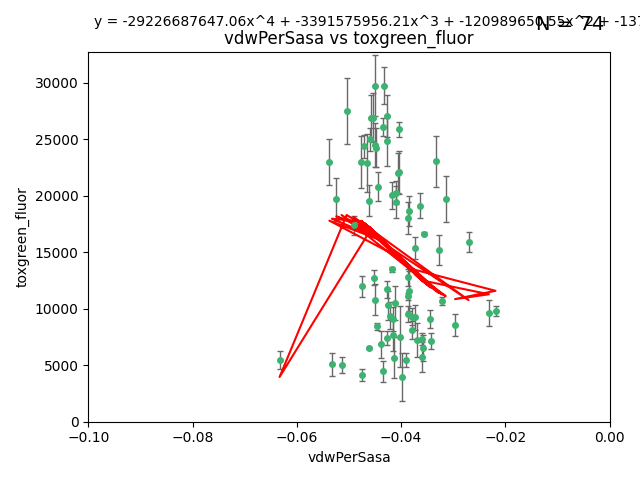 y = -29226687647.06x^4 + -3391575956.21x^3 + -120989650.55x^2 + -137
N = 74
vdwPerSasa vs toxgreen_fluor
toxgreen_fluor
30000
25000
20000
15000
10000
5000
0
−0.10 −0.08 −0.06 −0.04 −0.02 0.00
vdwPerSasa